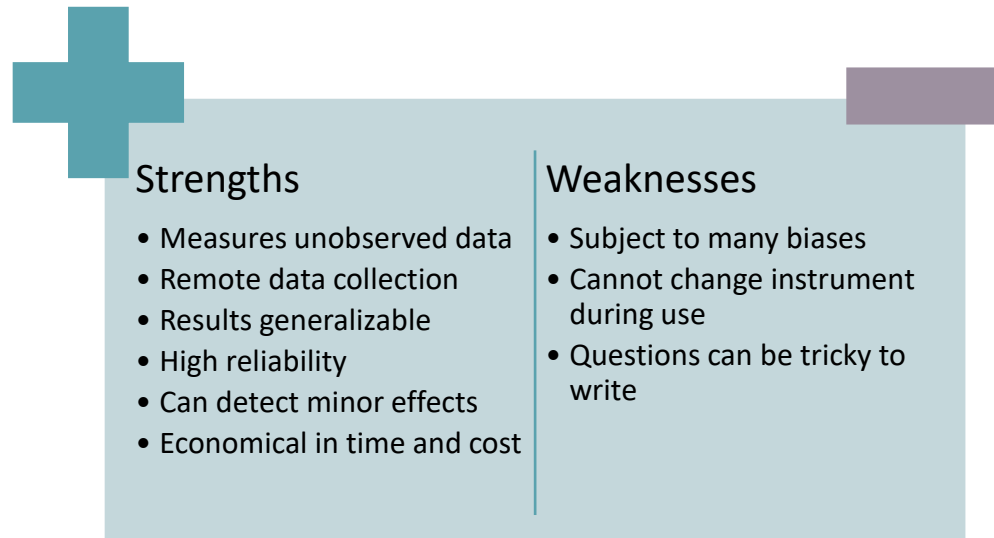 Strengths
• Measures unobserved data
• Remote data collection
• Results generalizable
• High reliability
• Can detect minor effects
• Economical in time and cost
Weaknesses
• Subject to many biases
• Cannot change instrument
during use
• Questions can be tricky to
write